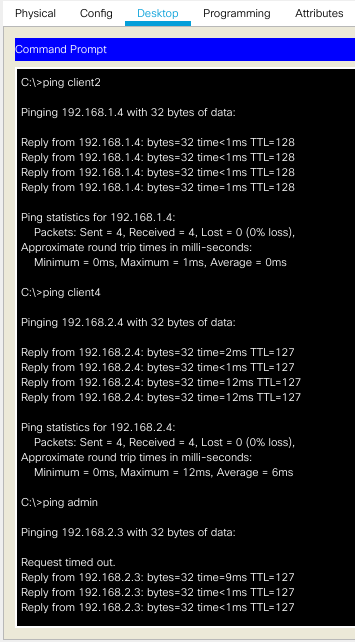 Physical Config Desktop Programming Attributes
Command Prompt
C:\>ping client2
Pinging 192.168.1.4 with 32 bytes of data:
Reply from 192.168.1.4: bytes=32 time<1ms TTL=128
Reply from 192.168.1.4: bytes=32 time<1ms TTL=128
Reply from 192.168.1.4: bytes=32 time<1ms TTL=128
Reply from 192.168.1.4: bytes=32 time=1ms TTL=128
Ping statistics for 192.168.1.4:
Packets: Sent = 4, Received = 4, Lost = 0 (0% loss),
Approximate round trip times in milli-seconds:
Minimum = 0ms, Maximum = 1ms, Average = 0ms
C:\>ping client4
Pinging 192.168.2.4 with 32 bytes of data:
Reply from 192.168.2.4: bytes=32 time=2ms TTL=127
Reply from 192.168.2.4: bytes=32 time<1ms TTL=127
Reply from 192.168.2.4: bytes=32 time=12ms TTL=127
Reply from 192.168.2.4: bytes=32 time=12ms TTL=127
Ping statistics for 192.168.2.4:
Packets: Sent = 4, Received = 4, Lost = 0 (0% loss),
Approximate round trip times in milli-seconds:
Minimum = 0ms, Maximum = 12ms, Average = 6ms
C:\>ping admin
Pinging 192.168.2.3 with 32 bytes of data:
Request timed out.
Reply from 192.168.2.3: bytes=32 time=9ms TTL=127
Reply from 192.168.2.3: bytes=32 time<1ms TTL=127
Reply from 192.168.2.3: bytes=32 time<1ms TTL=127